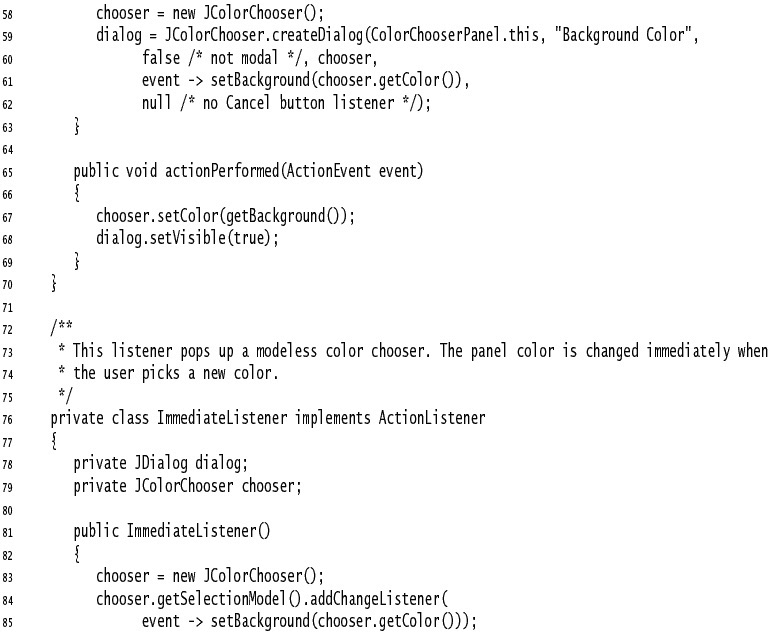 58 chooser = new JColorChooser();
59 dialog = JColorChooser.createDialog(ColorChooserPanel.this, "Background Color",
60 false /* not modal */, chooser,
61 event -> setBackground(chooser.getColor()),
62 null /* no Cancel button listener */);
63 }
64
65 public void actionPerformed(ActionEvent event)
66 {
67 chooser.setColor(getBackground());
68 dialog.setVisible(true);
69 }
70 }
71
72 /**
73 * This listener pops up a modeless color chooser. The panel color is changed immediately when
74 * the user picks a new color.
75 */
76 private class ImmediateListener implements ActionListener
77 {
78 private JDialog dialog;
79 private JColorChooser chooser;
80
81 public ImmediateListener()
82 {
83 chooser = new JColorChooser();
84 chooser.getSelectionModel().addChangeListener(
85 event -> setBackground(chooser.getColor()));